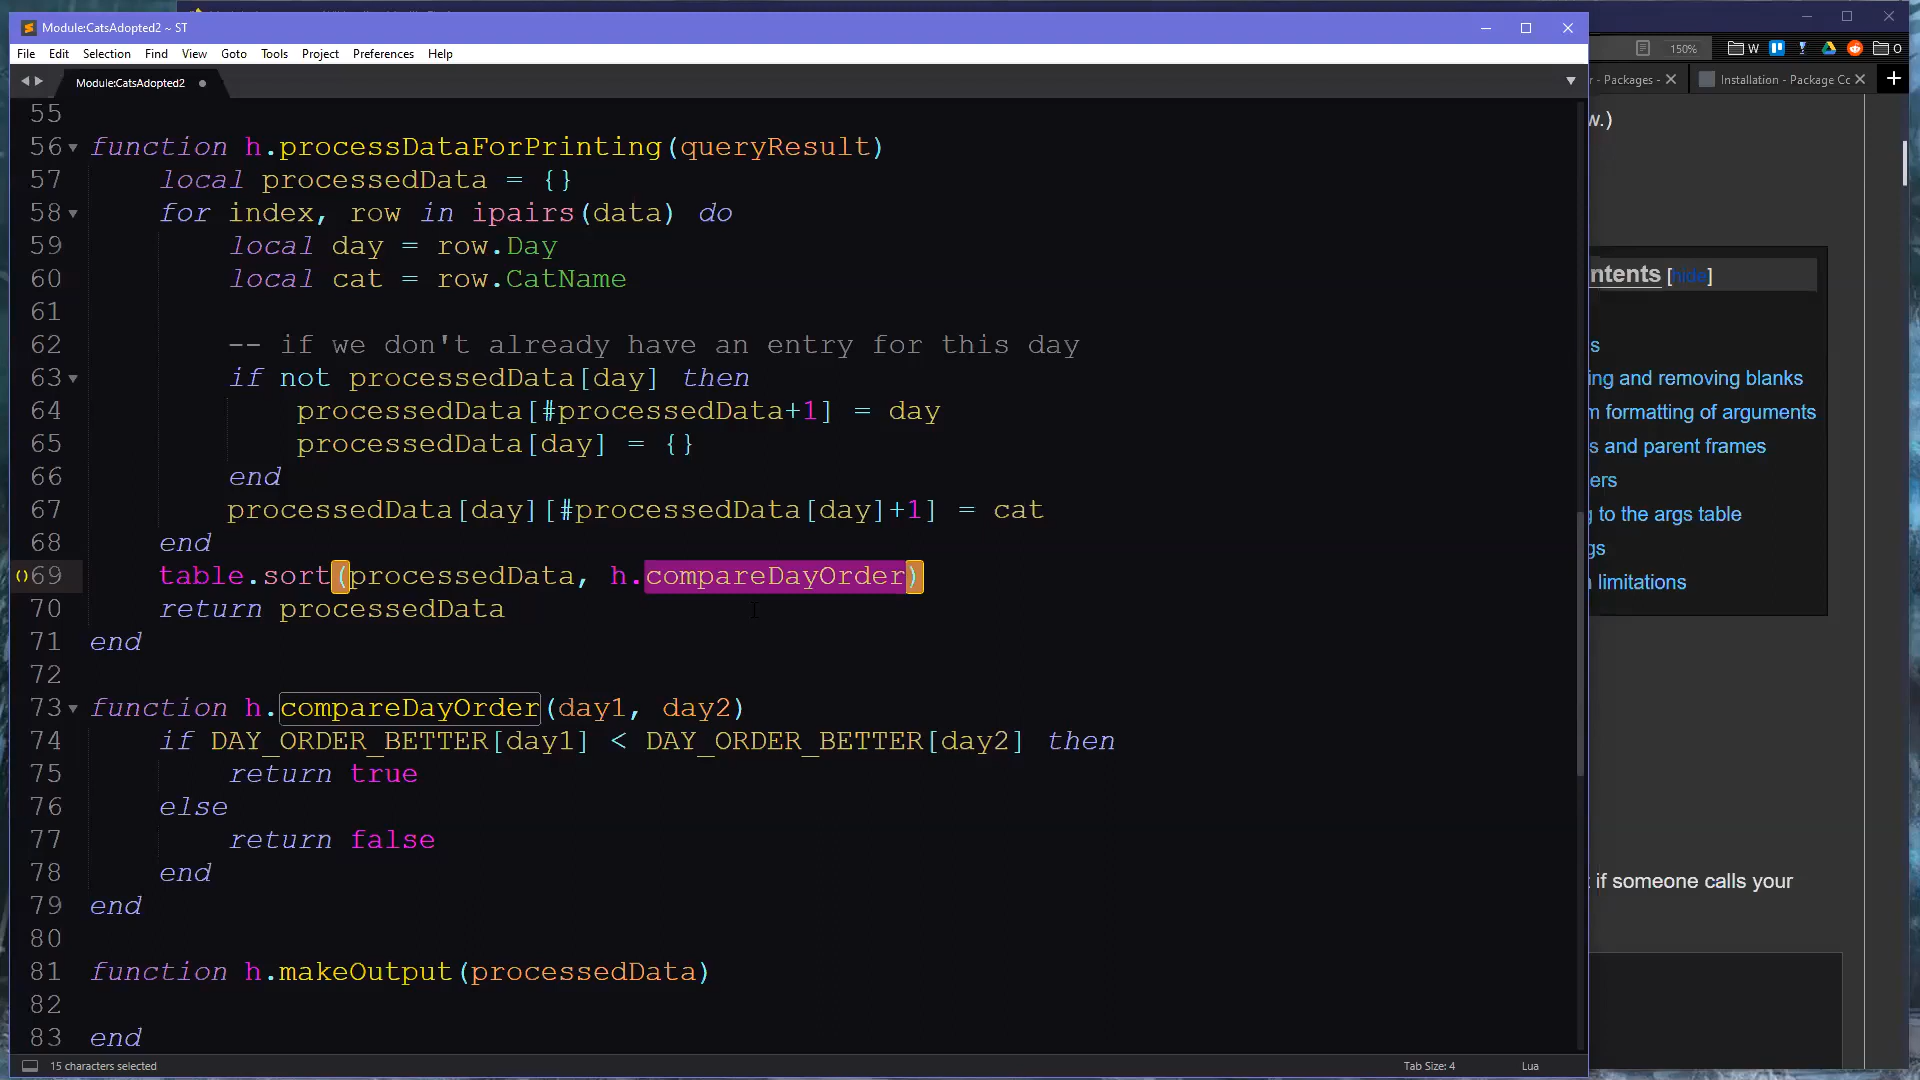 Module:CatsAdopted2 ~ ST
File Edit Selection Find View Goto Tools Project Preferences Help
150% W O
Module:CatsAdopted2
r - Packages - Installation - Package Cc
55
56 function h.processDataForPrinting(queryResult)
57 local processedData = {}
58 for index, row in ipairs(data) do
59 local day = row.Day
60 local cat = row.CatName
61
62 -- if we don't already have an entry for this day
63 if not processedData[day] then
64 processedData[#processedData+1] = day
65 processedData[day] = {}
66 end
67 processedData[day][#processedData[day]+1] = cat
68 end
69 table.sort(processedData, h.compareDayOrder)
70 return processedData
71 end
72
73 function h.compareDayOrder(day1, day2)
74 if DAY_ORDER_BETTER[day1] < DAY_ORDER_BETTER[day2] then
75 return true
76 else
77 return false
78 end
79 end
80
81 function h.makeOutput(processedData)
82
83 end
15 characters selected Tab Size: 4 Lua
w.)
ntents [hide]
s
ing and removing blanks
m formatting of arguments
s and parent frames
ers
g to the args table
gs
limitations
t if someone calls your